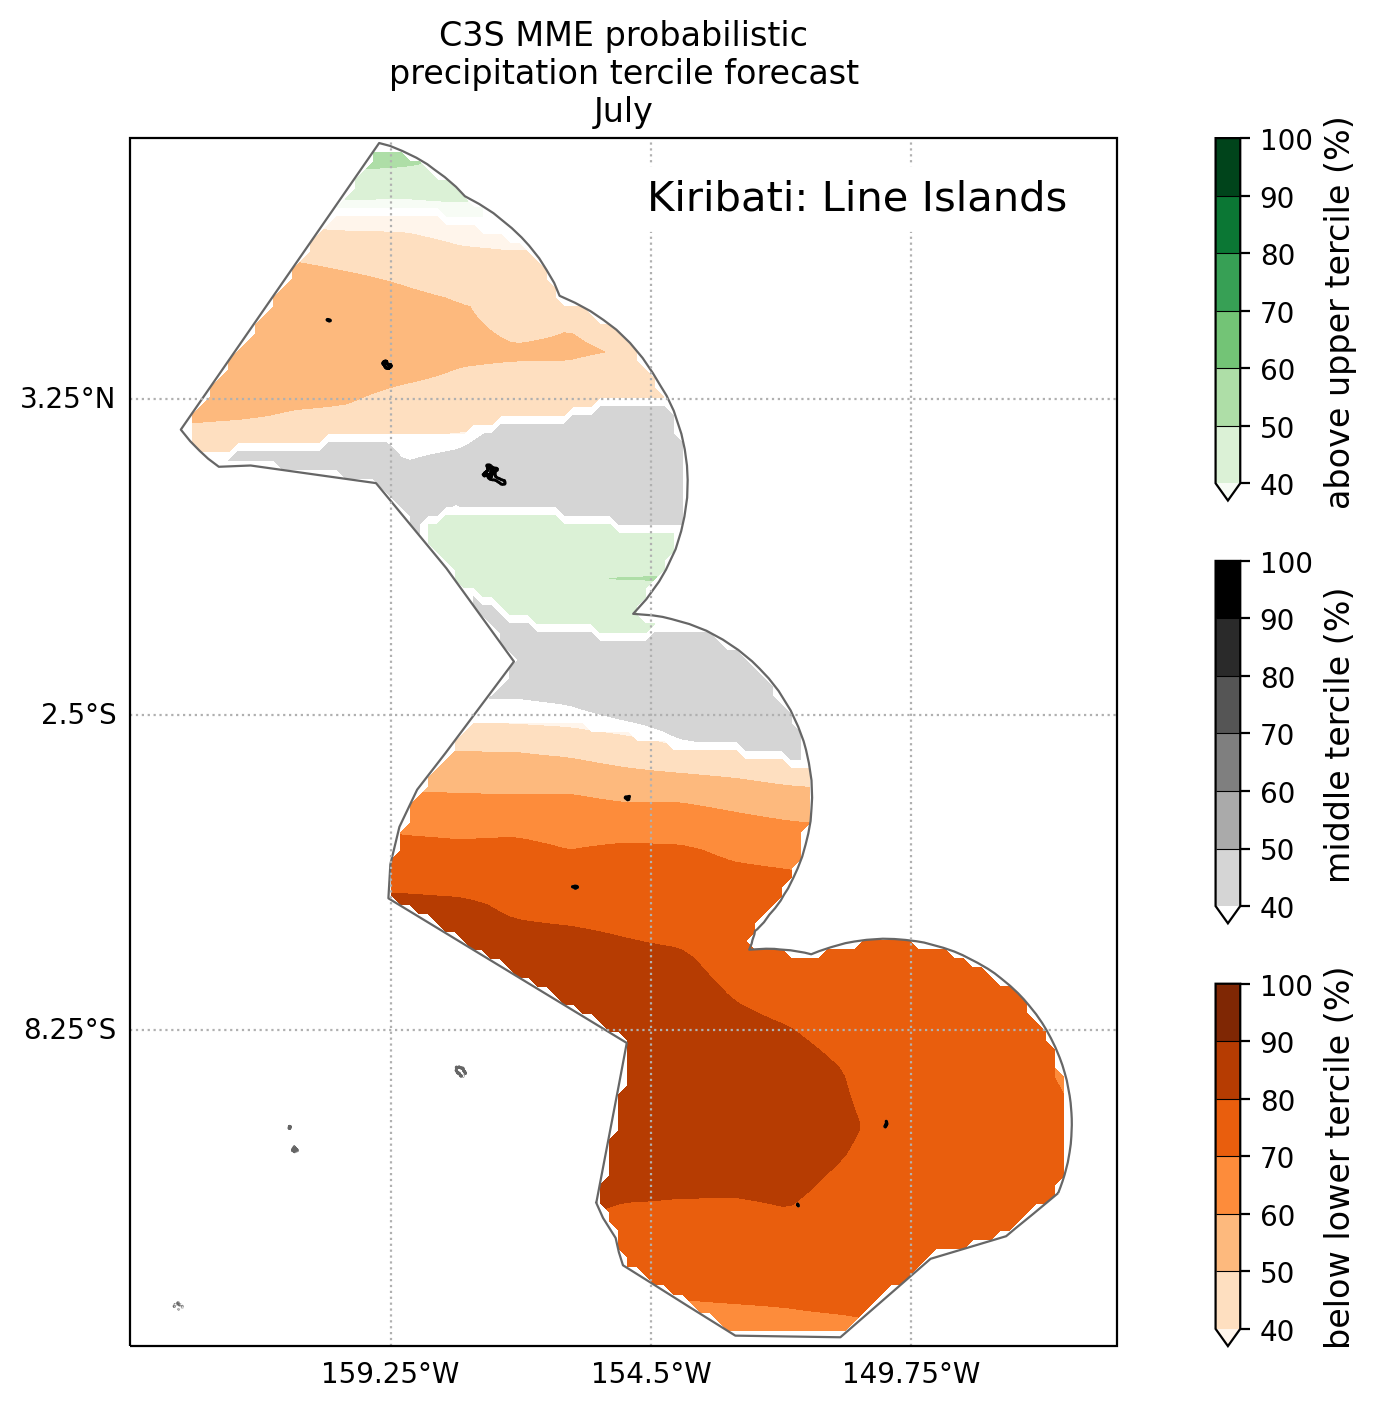 C3S MME probabilistic
precipitation tercile forecast
July
Kiribati: Line Islands
3.25°N
2.5°S
8.25°S
159.25°W
154.5°W
149.75°W
100
90
80
70
60
50
40
above upper tercile (%)
100
90
80
70
60
50
40
middle tercile (%)
100
90
80
70
60
50
40
below lower tercile (%)